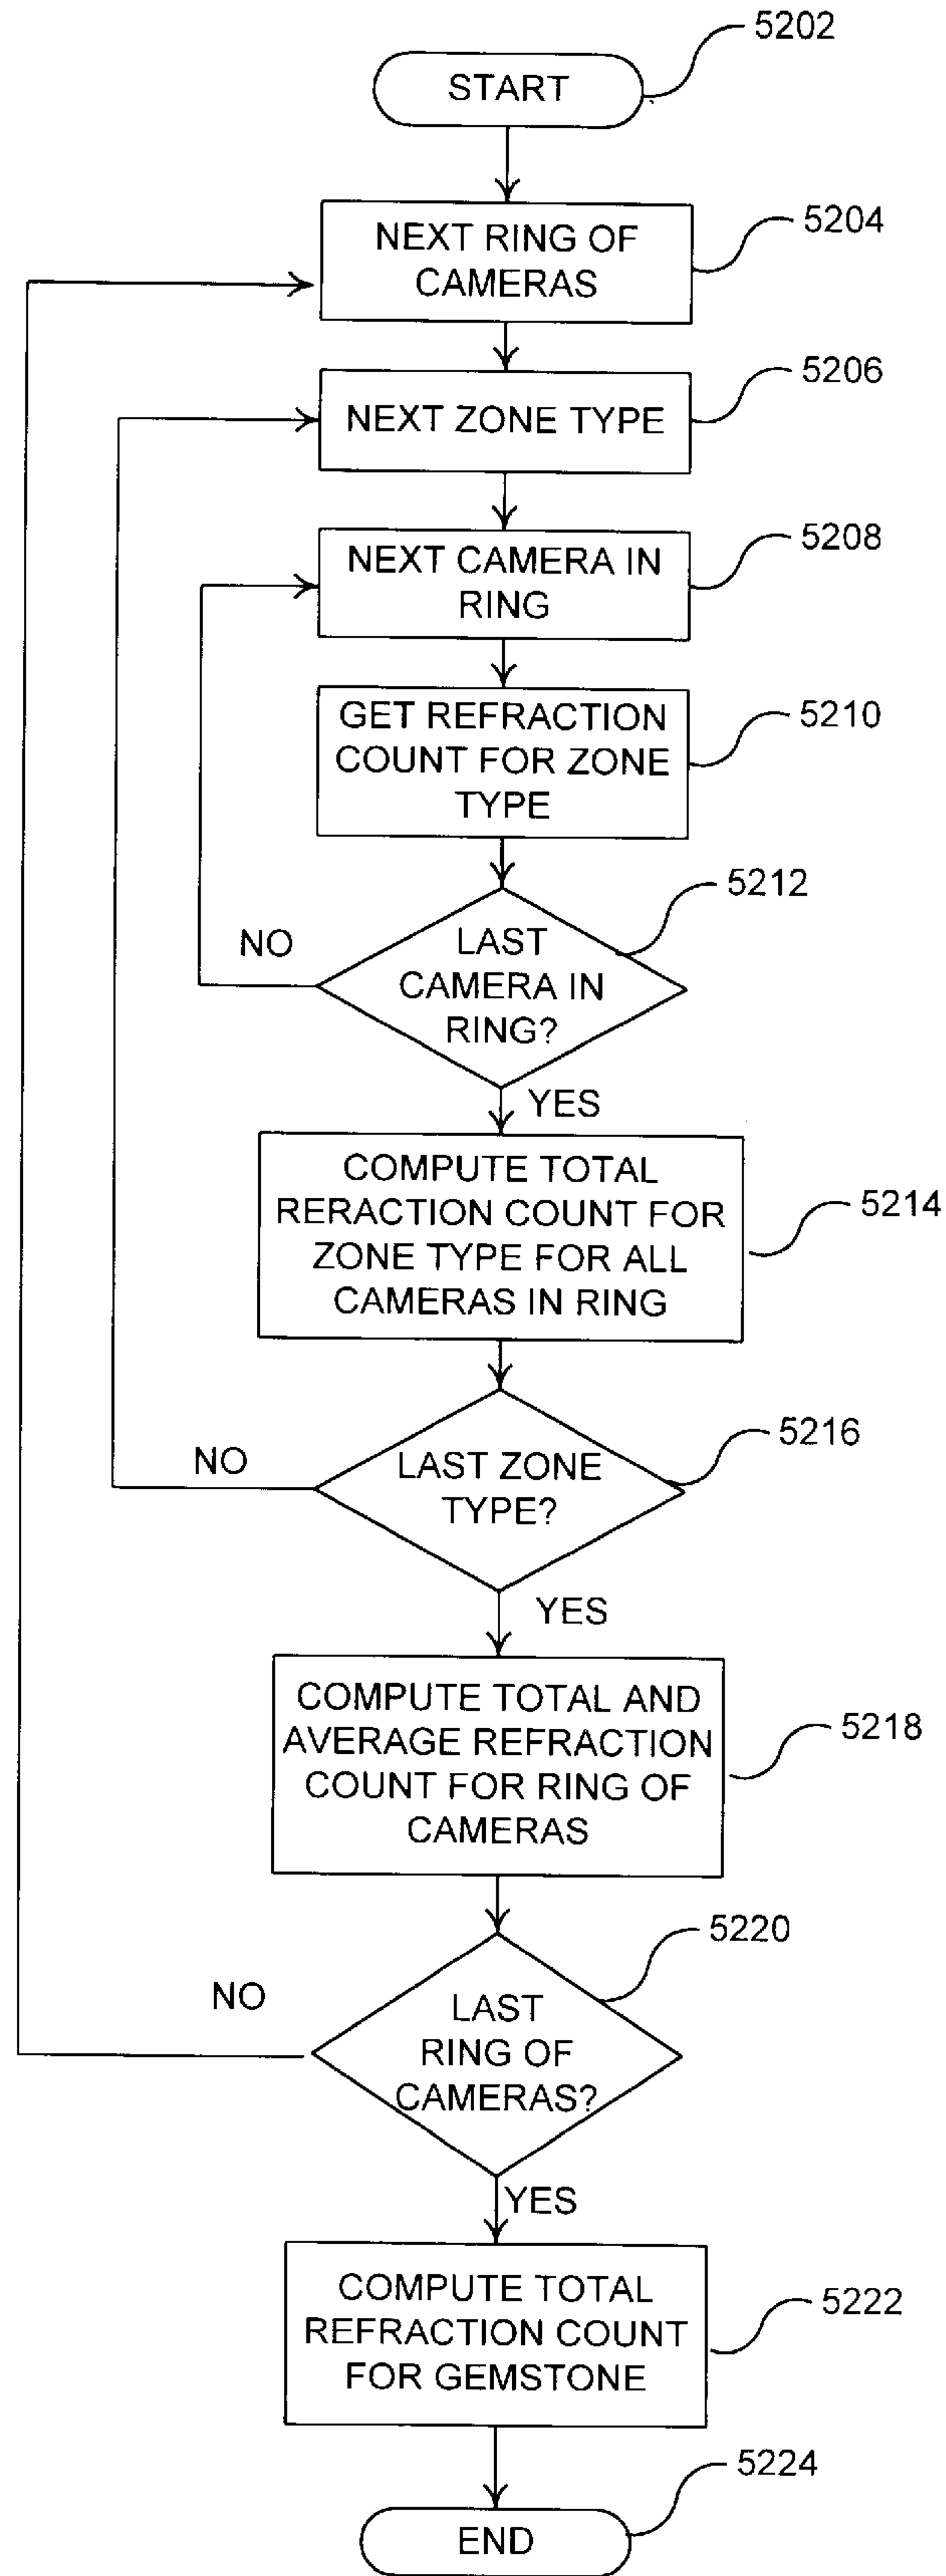 5202
START
5204
NEXT RING OF
CAMERAS
5206
NEXT ZONE TYPE
5208
NEXT CAMERA IN
RING
5210
GET REFRACTION
COUNT FOR ZONE
TYPE
5212
NO
LAST
CAMERA IN
RING?
YES
5214
COMPUTE TOTAL
RERACTION COUNT FOR
ZONE TYPE FOR ALL
CAMERAS IN RING
5216
NO
LAST ZONE
TYPE?
YES
5218
COMPUTE TOTAL AND
AVERAGE REFRACTION
COUNT FOR RING OF
CAMERAS
5220
NO
LAST
RING OF
CAMERAS?
YES
5222
COMPUTE TOTAL
REFRACTION COUNT
FOR GEMSTONE
5224
END